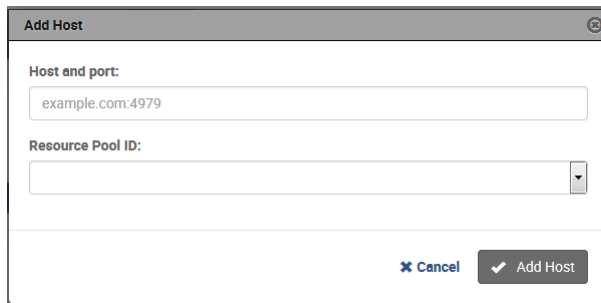 Add Host
Host and port:
example.com:4979
Resource Pool ID:
Cancel Add Host